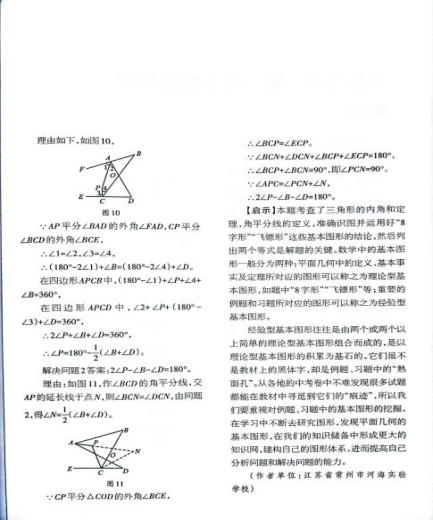 理由如下,如图10,
A
B
F
1
2
O
P
4
3
E
C
D
图10
∵AP平分∠BAD的外角∠FAD,CP平分
∠BCD的外角∠BCE,
∴∠1=∠2,∠3=∠4,
∴(180°-2∠1)+∠B=(180°-2∠4)+∠D。
在四边形APCB中,(180°-∠1)+∠P+∠4+
∠B=360°,
在四边形APCD中,∠2+∠P+(180°-
∠3)+∠D=360°,
∴2∠P+∠B+∠D=360°,
∴∠P=180°-1/2(∠B+∠D)。
解决问题2答案:2∠P-∠B-∠D=180°。
理由:如图11,作∠BCD的角平分线,交
AP的延长线于点N,则∠BCN=∠DCN,由问题
2,得∠N=1/2(∠B+∠D)。
A
B
P
O
N
E
C
D
图11
∵CP平分△COD的外角∠BCE,
∴∠BCP=∠ECP。
∵∠BCN+∠DCN+∠BCP+∠ECP=180°,
∴∠BCP+∠BCN=90°,即∠PCN=90°。
∵∠APC=∠PCN+∠N,
∴2∠P-∠B-∠D=180°。
【启示】本题考查了三角形的内角和定
理,角平分线的定义,准确识图并运用好“8
字形”“飞镖形”这些基本图形的结论,然后列
出两个等式是解题的关键。数学中的基本图
形一般分为两种:平面几何中的定义、基本事
实及定理所对应的图形可以称之为理论型基
本图形,如题中“8字形”“飞镖形”等;重要的
例题和习题所对应的图形可以称之为经验型
基本图形。
经验型基本图形往往是由两个或两个以
上简单的理论型基本图形组合而成的,是以
理论型基本图形的积累为基石的。它们虽不
是教材上的黑体字,却是例题、习题中的“熟
面孔”。从各地的中考卷中不难发现很多试题
都能在教材中寻觅到它们的“痕迹”,所以我
们要重视对例题、习题中的基本图形的挖掘,
在学习中不断去研究图形,发现平面几何的
基本图形,在我们的知识储备中形成更大的
知识网,建构自己的图形体系,进而提高自己
分析问题和解决问题的能力。
(作者单位:江苏省常州市河海实验
学校)